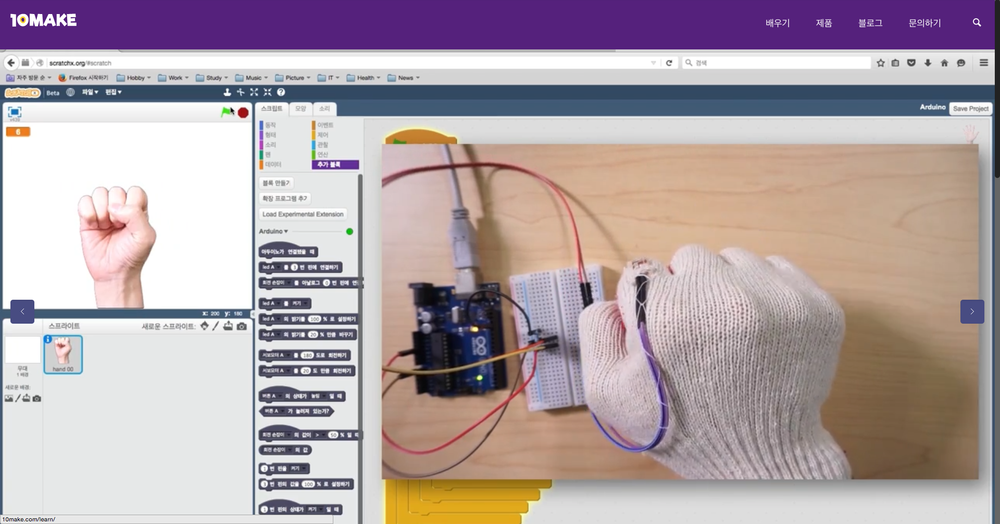 10MAKE
배우기 제품 블로그 문의하기
scratchx.org/#scratch
검색
자주 방문 순 Firefox 시작하기 Hobby Work Study Music Picture IT Health News
SCRATCH X Beta 파일▼ 편집▼
v439
6
스크립트 모양 소리
Arduino Save Project
동작 이벤트
형태 제어
소리 관찰
펜 연산
데이터 추가 블록
블록 만들기
확장 프로그램 추가
Load Experimental Extension
Arduino▼
아두이노가 연결됐을 때
led A 를 3 번 핀에 연결하기
회전 손잡이 를 아날로그 0 번 핀에
led A 를 켜기
led A 의 밝기를 100 % 로 설정하기
led A 의 밝기를 20 % 만큼 바꾸기
서보모터 A 를 180 도로 회전하기
서보모터 A 를 20 도 만큼 회전하기
버튼 A 의 상태가 눌림 일 때
버튼 A 가 눌려져 있는가?
회전 손잡이 의 값이 > 50 % 일 때
회전 손잡이 의 값
1 번 핀을 켜기
3 번 핀의 값을 100 % 로 설정하기
1 번 핀의 상태가 켜기 일 때
x: 200 y: 180
스프라이트 새로운 스프라이트:
hand 00
무대
1 배경
새로운 배경:
10make.com/learn/